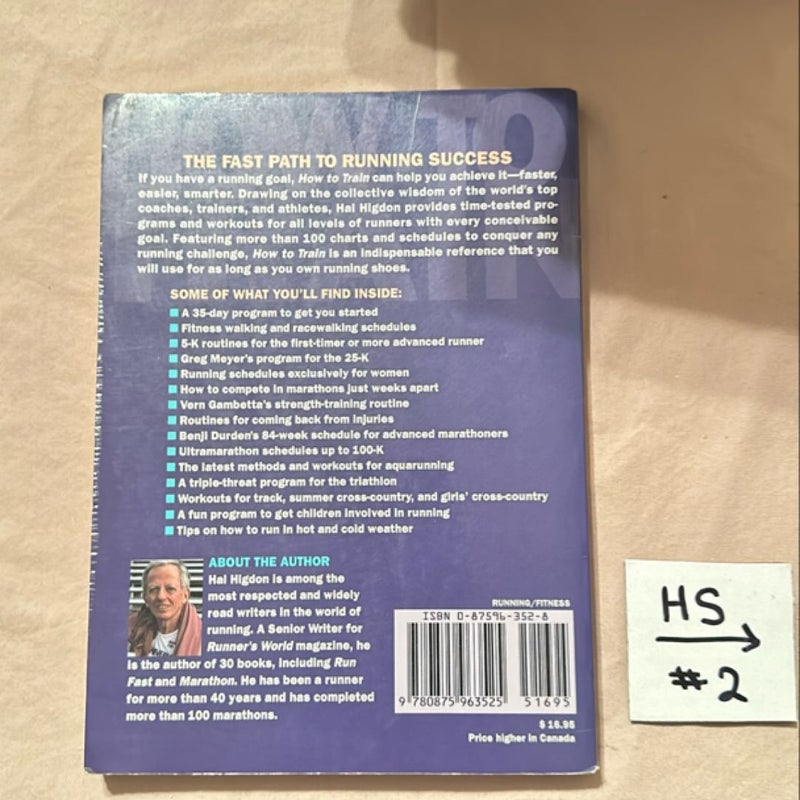 HOW TO
TRAIN
THE FAST PATH TO RUNNING SUCCESS
If you have a running goal, How to Train can help you achieve it—faster,
easier, smarter. Drawing on the collective wisdom of the world's top
coaches, trainers, and athletes, Hal Higdon provides time-tested pro-
grams and workouts for all levels of runners with every conceivable
goal. Featuring more than 100 charts and schedules to conquer any
running challenge, How to Train is an indispensable reference that you
will use for as long as you own running shoes.
SOME OF WHAT YOU'LL FIND INSIDE:
A 35-day program to get you started
Fitness walking and racewalking schedules
5-K routines for the first-timer or more advanced runner
Greg Meyer's program for the 25-K
Running schedules exclusively for women
How to compete in marathons just weeks apart
Vern Gambetta's strength-training routine
Routines for coming back from injuries
Benji Durden's 84-week schedule for advanced marathoners
Ultramarathon schedules up to 100-K
The latest methods and workouts for aquarunning
A triple-threat program for the triathlon
Workouts for track, summer cross-country, and girls' cross-country
A fun program to get children involved in running
Tips on how to run in hot and cold weather
ABOUT THE AUTHOR
Hal Higdon is among the
most respected and widely
read writers in the world of
running. A Senior Writer for
Runner's World magazine, he
is the author of 30 books, including Run
Fast and Marathon. He has been a runner
for more than 40 years and has completed
more than 100 marathons.
RUNNING/FITNESS
ISBN 0-87596-352-8
9 780875 963525
51695
$16.95
Price higher in Canada
HS
→
#2